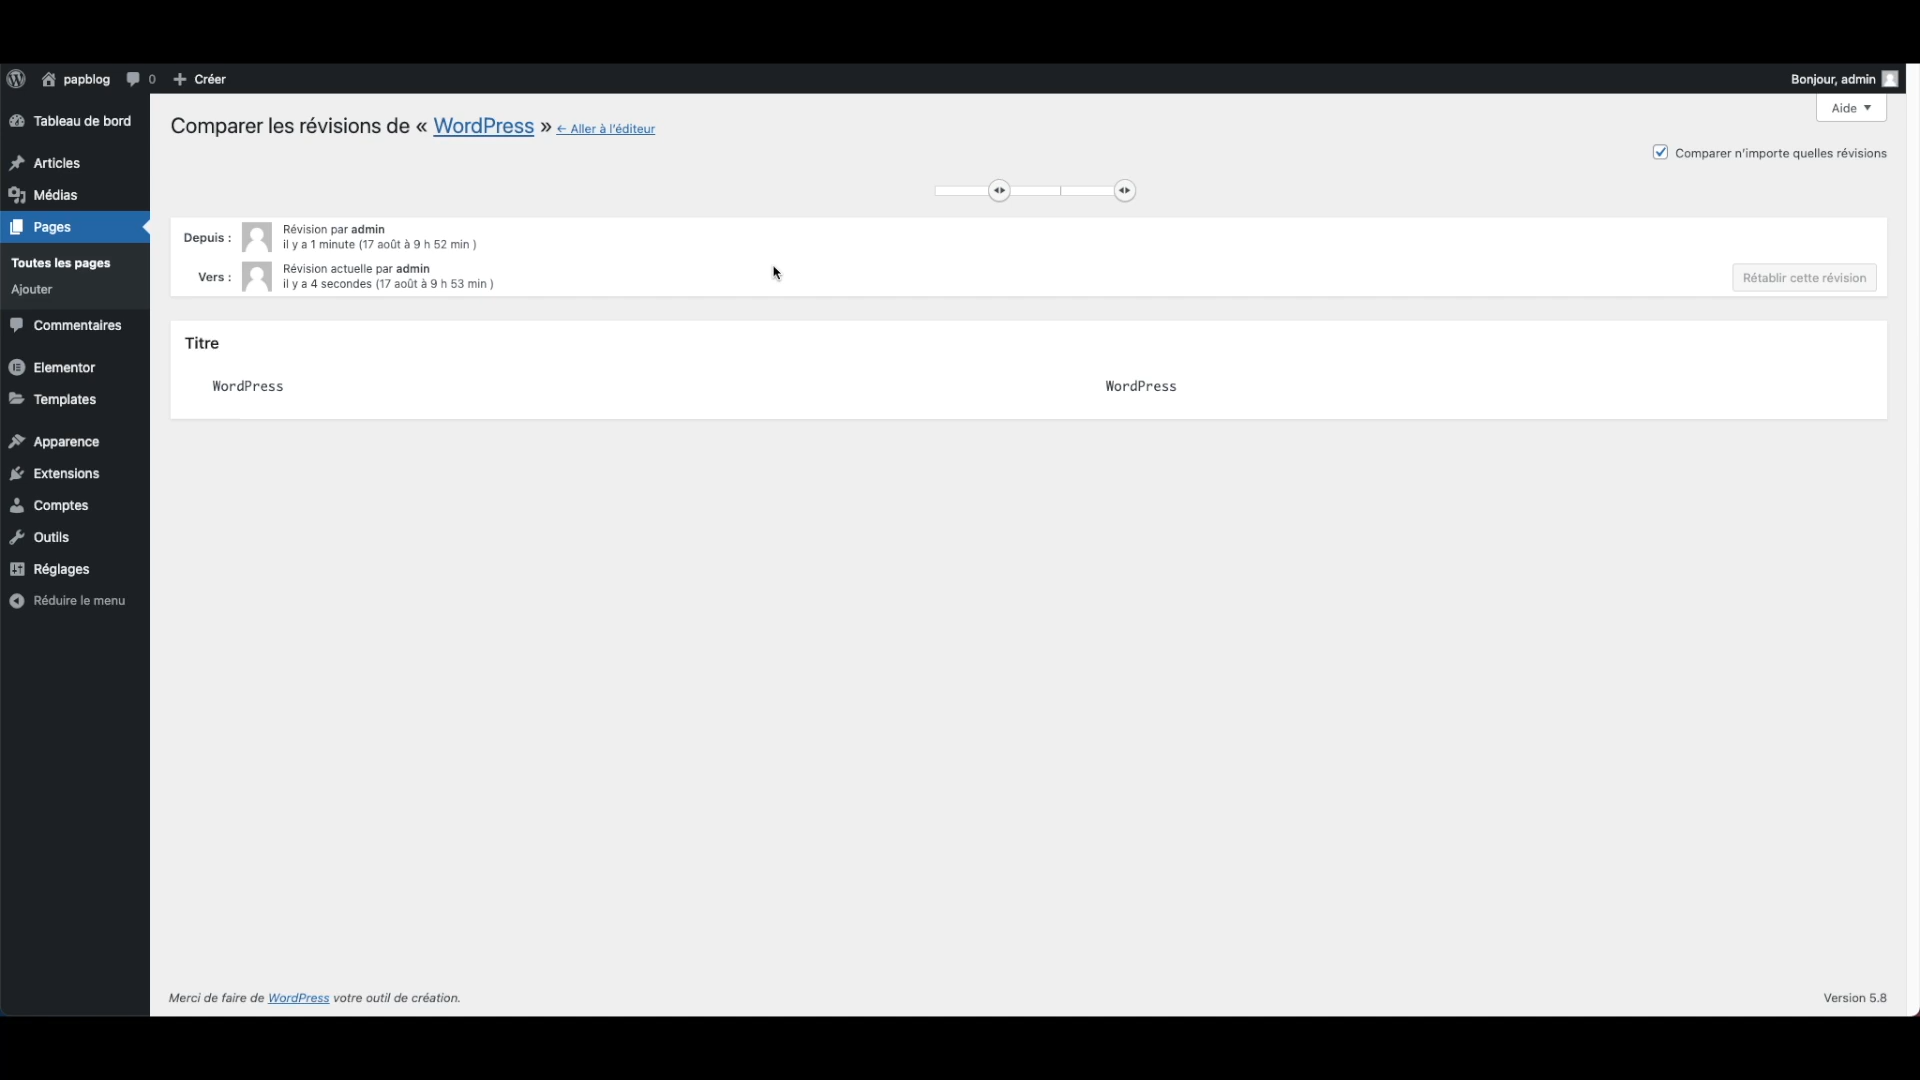 papblog 0 Créer Bonjour, admin
Aide
Tableau de bord
Articles
Médias
Pages
Toutes les pages
Ajouter
Commentaires
Elementor
Templates
Apparence
Extensions
Comptes
Outils
Réglages
Réduire le menu
Comparer les révisions de « WordPress » ← Aller à l'éditeur
Comparer n'importe quelles révisions
Depuis : Révision par admin
il y a 1 minute (17 août à 9 h 52 min )
Vers : Révision actuelle par admin
il y a 4 secondes (17 août à 9 h 53 min )
Rétablir cette révision
Titre
WordPress WordPress
Merci de faire de WordPress votre outil de création. Version 5.8